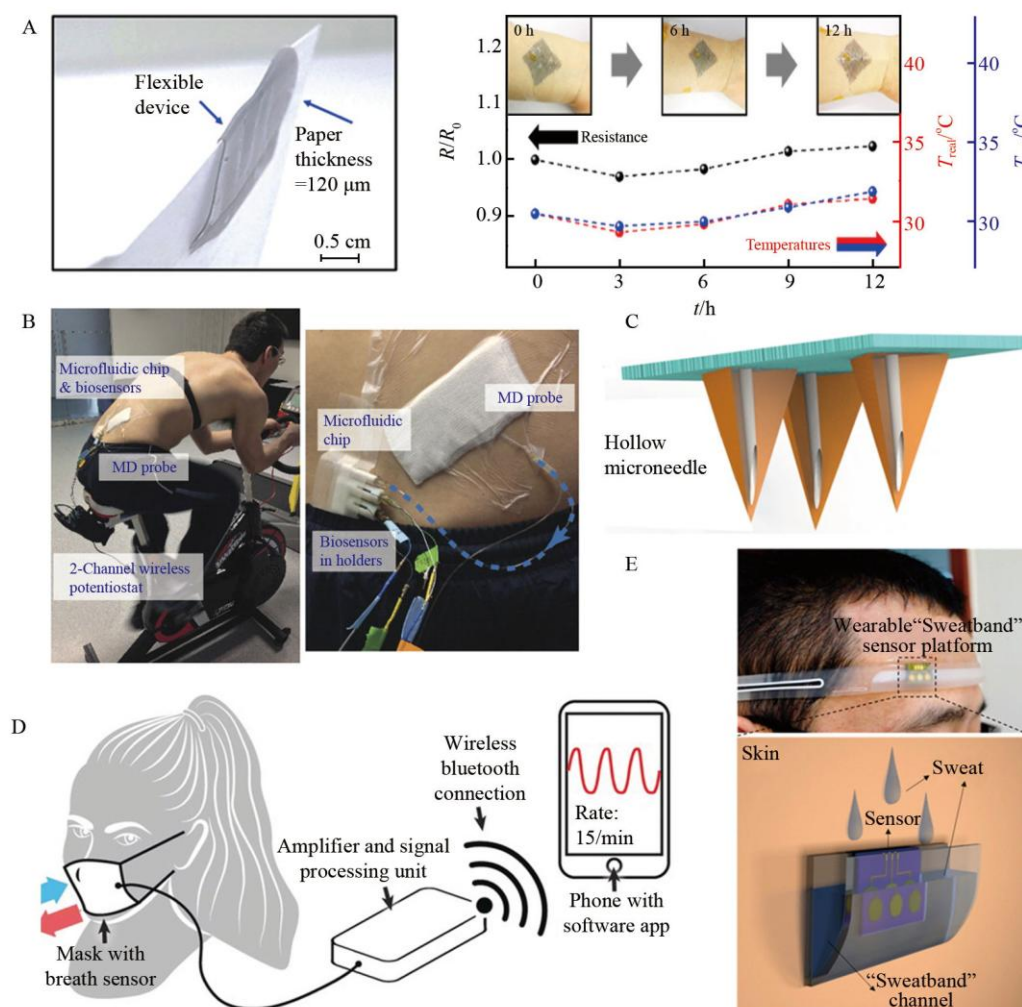 A
Flexible
device
Paper
thickness
=120 μm
0.5 cm
R/R0
1.2
1.1
1.0
0.9
0 h
6 h
12 h
Resistance
Temperatures
0
3
6
9
12
t/h
40
35
30
Treal/°C
40
35
30
B
Microfluidic chip
& biosensors
MD probe
2-Channel wireless
potentiostat
MD probe
Microfluidic
chip
Biosensors
in holders
C
Hollow
microneedle
D
Wireless
bluetooth
connection
Amplifier and signal
processing unit
Mask with
breath sensor
Rate:
15/min
Phone with
software app
E
Wearable“Sweatband”
sensor platform
Skin
Sweat
Sensor
“Sweatband”
channel